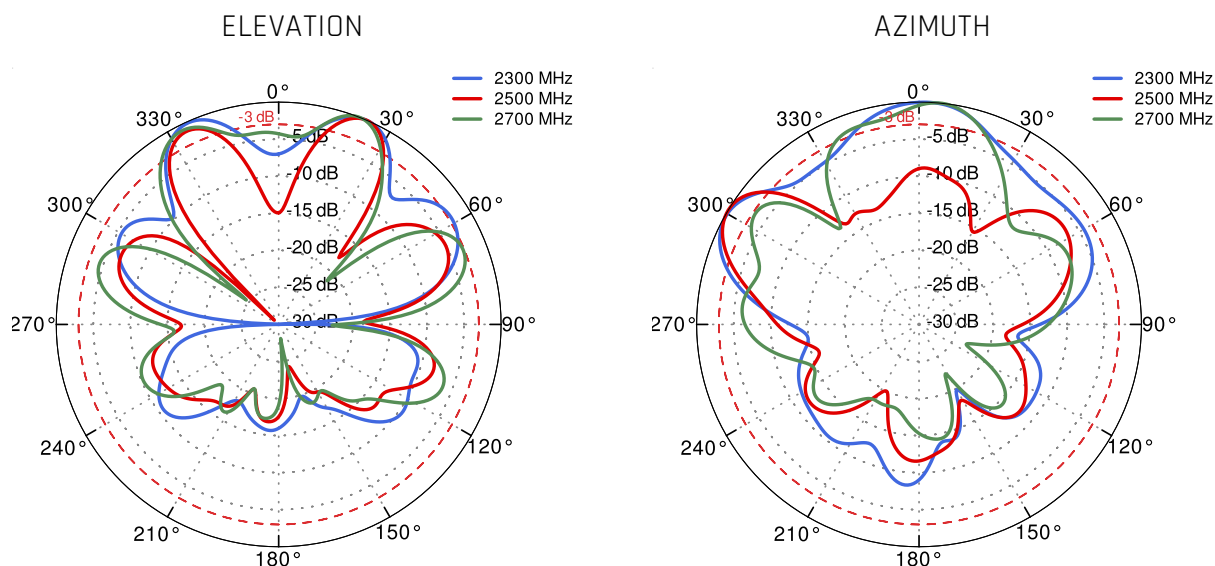 ELEVATION
2300 MHz
2500 MHz
2700 MHz
0°
30°
60°
90°
120°
150°
180°
210°
240°
270°
300°
330°
-3 dB
-5 dB
-10 dB
-15 dB
-20 dB
-25 dB
-30 dB
AZIMUTH
2300 MHz
2500 MHz
2700 MHz
0°
30°
60°
90°
120°
150°
180°
210°
240°
270°
300°
330°
-3 dB
-5 dB
-10 dB
-15 dB
-20 dB
-25 dB
-30 dB